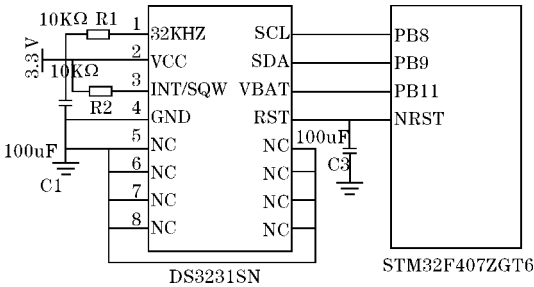 10KΩ R1
1 32KHZ SCL PB8
3.3 V
2 VCC SDA PB9
10KΩ
3 INT/SQW VBAT PB11
R2
4 GND RST NRST
100uF
5 NC NC
100uF
C1
C3
6 NC NC
7 NC NC
8 NC NC
DS3231SN
STM32F407ZGT6